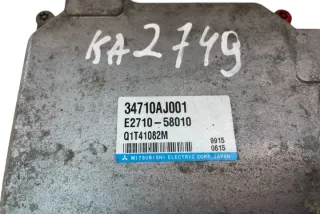 KA2749
34710AJ001
E2710-58010
Q1T41082M
9915
0615
MITSUBISHI ELECTRIC CORP. JAPAN